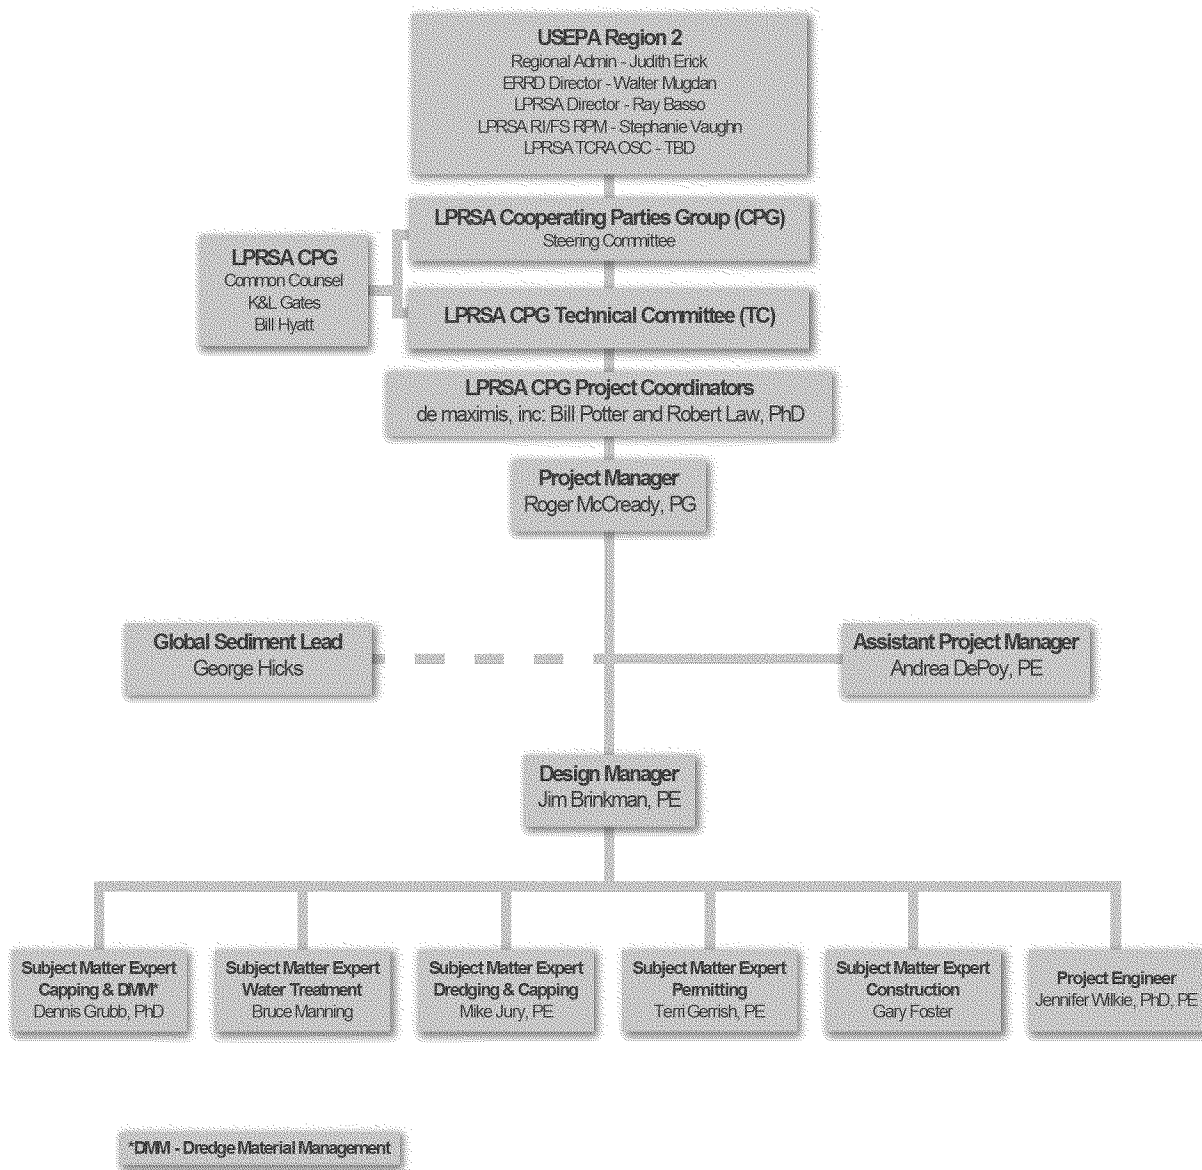 USEPA Region 2
Regional Admin - Judith Erick
ERRD Director - Walter Mugdan
LPRSA Director - Ray Basso
LPRSA RI/FS RPM - Stephanie Vaughn
LPRSA TCRA OSC - TBD
LPRSA Cooperating Parties Group (CPG)
Steering Committee
LPRSA CPG
Common Counsel
K&L Gates
Bill Hyatt
LPRSA CPG Technical Committee (TC)
LPRSA CPG Project Coordinators
de maximis, inc: Bill Potter and Robert Law, PhD
Project Manager
Roger McCready, PG
Global Sediment Lead
George Hicks
Assistant Project Manager
Andrea DePoy, PE
Design Manager
Jim Brinkman, PE
Subject Matter Expert
Capping & DMM*
Dennis Grubb, PhD
Subject Matter Expert
Water Treatment
Bruce Manning
Subject Matter Expert
Dredging & Capping
Mike Jury, PE
Subject Matter Expert
Permitting
Terri Gerrish, PE
Subject Matter Expert
Construction
Gary Foster
Project Engineer
Jennifer Wilkie, PhD, PE
*DMM - Dredge Material Management